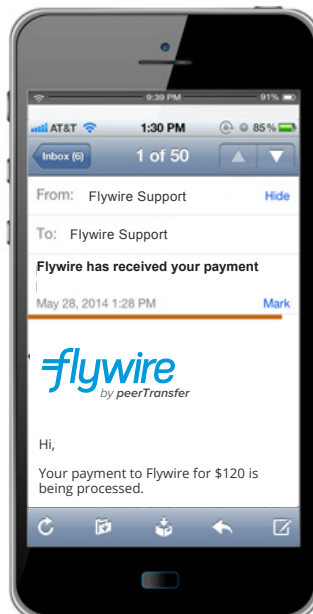 9:39 PM 91%
AT&T 1:30 PM 85%
Inbox (6) 1 of 50
From: Flywire Support Hide
To: Flywire Support
Flywire has received your payment
May 28, 2014 1:28 PM Mark
flywire
by peerTransfer
Hi,
Your payment to Flywire for $120 is
being processed.